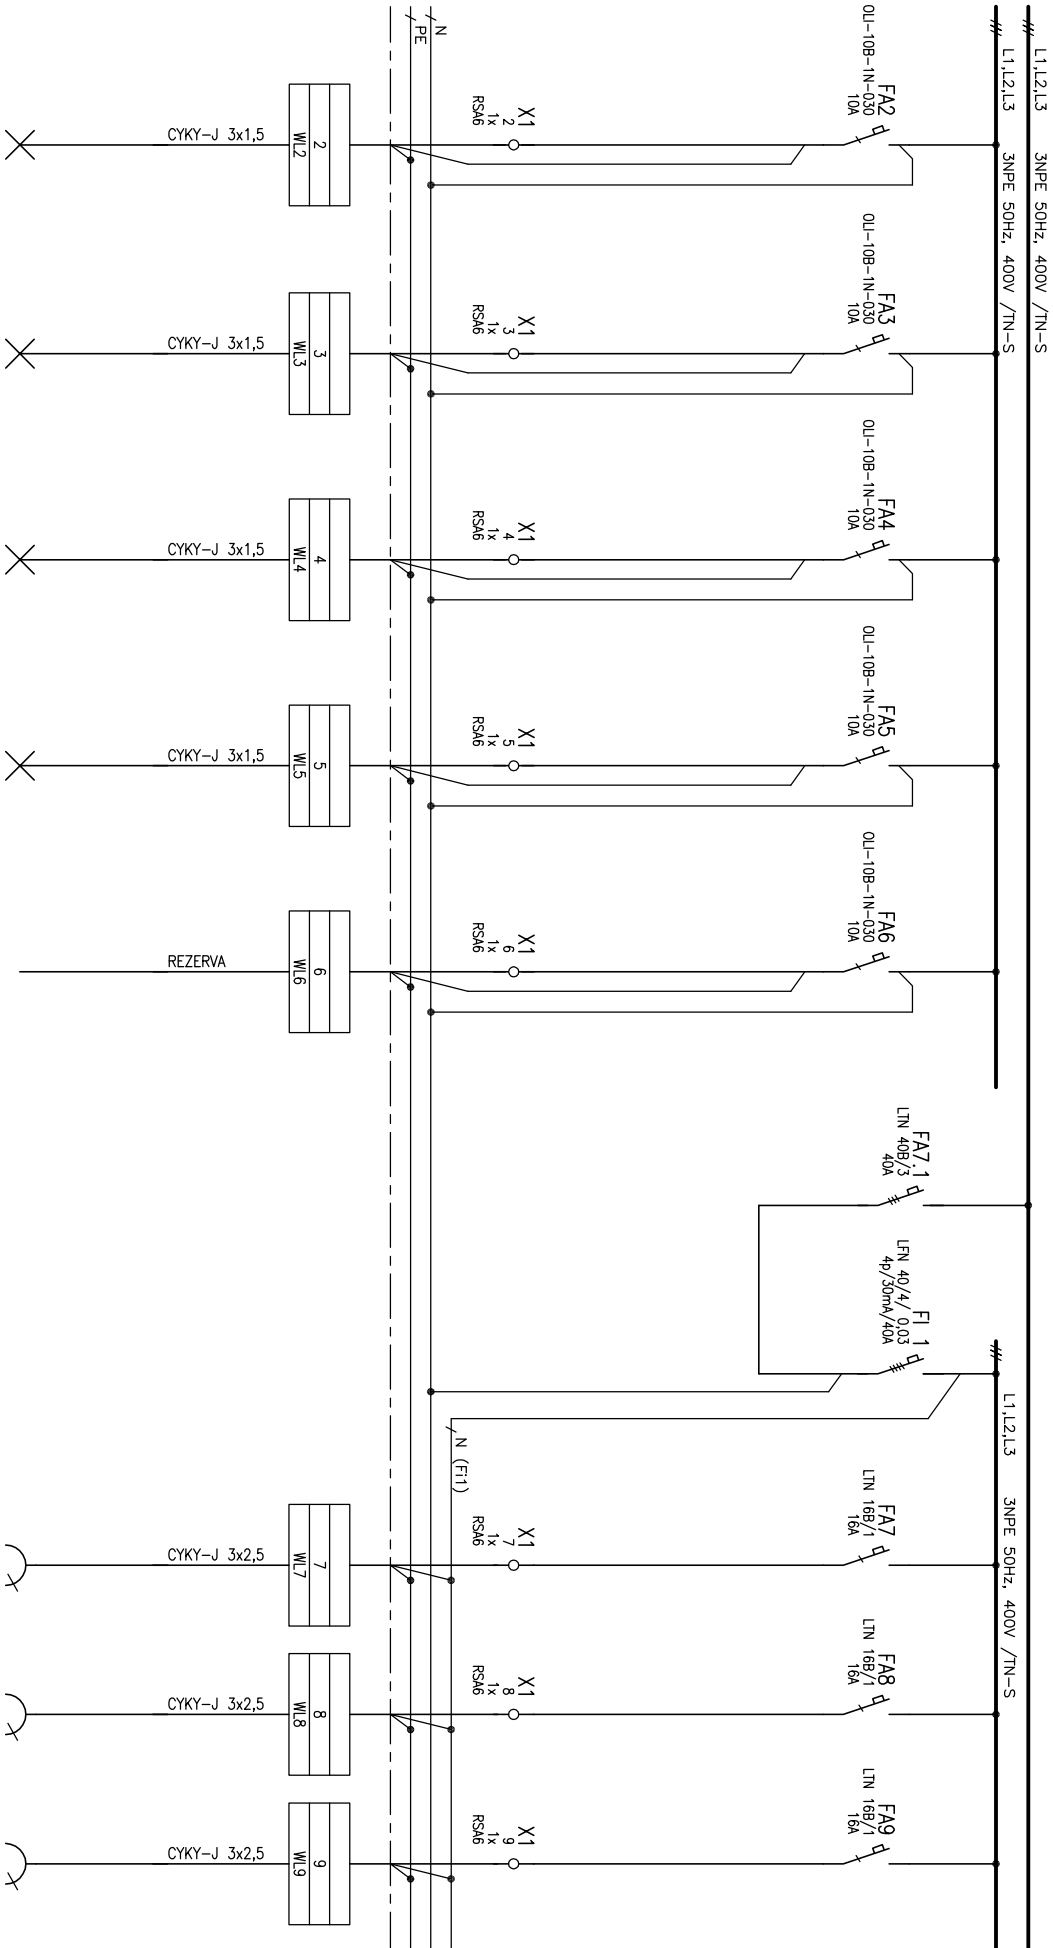 L1,L2,L3 3NPE 50Hz, 400V /TN-S
L1,L2,L3 3NPE 50Hz, 400V /TN-S
FA2
OLI-10B-1N-030
10A
X1
2
1x
RSA6
N
PE
2
WL2
CYKY-J 3x1,5
FA3
OLI-10B-1N-030
10A
X1
3
1x
RSA6
3
WL3
CYKY-J 3x1,5
FA4
OLI-10B-1N-030
10A
X1
4
1x
RSA6
4
WL4
CYKY-J 3x1,5
FA5
OLI-10B-1N-030
10A
X1
5
1x
RSA6
5
WL5
CYKY-J 3x1,5
FA6
OLI-10B-1N-030
10A
X1
6
1x
RSA6
6
WL6
REZERVA
FA7.1
LTN 40B/3
40A
FI 1
LFN 40/4/ 0,03
4p/30mA/40A
L1,L2,L3 3NPE 50Hz, 400V /TN-S
N (Fi1)
FA7
LTN 16B/1
16A
X1
7
1x
RSA6
7
WL7
CYKY-J 3x2,5
FA8
LTN 16B/1
16A
X1
8
1x
RSA6
8
WL8
CYKY-J 3x2,5
FA9
LTN 16B/1
16A
X1
9
1x
RSA6
9
WL9
CYKY-J 3x2,5